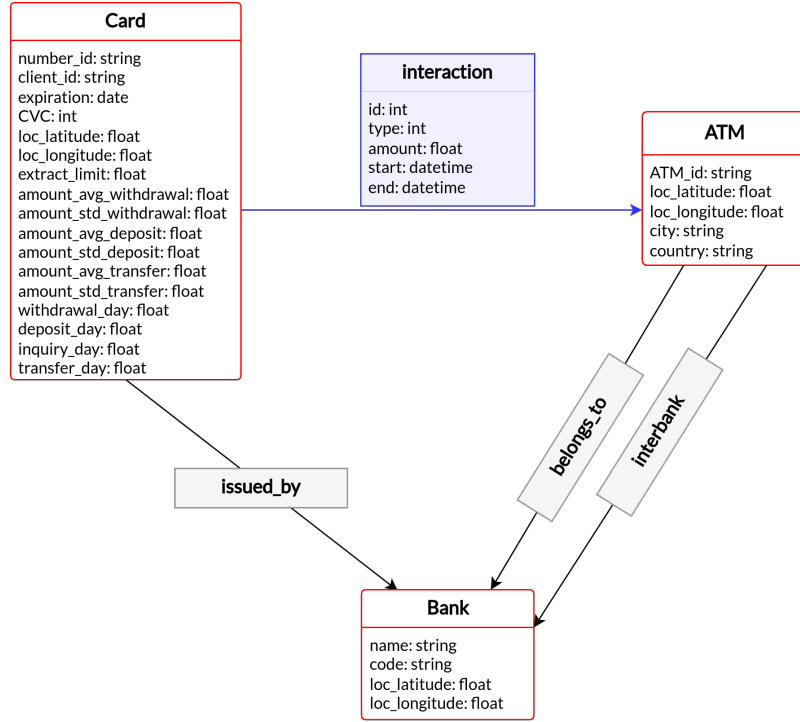 Card
number_id: string
client_id: string
expiration: date
CVC: int
loc_latitude: float
loc_longitude: float
extract_limit: float
amount_avg_withdrawal: float
amount_std_withdrawal: float
amount_avg_deposit: float
amount_std_deposit: float
amount_avg_transfer: float
amount_std_transfer: float
withdrawal_day: float
deposit_day: float
inquiry_day: float
transfer_day: float
interaction
id: int
type: int
amount: float
start: datetime
end: datetime
ATM
ATM_id: string
loc_latitude: float
loc_longitude: float
city: string
country: string
belongs_to
interbank
issued_by
Bank
name: string
code: string
loc_latitude: float
loc_longitude: float